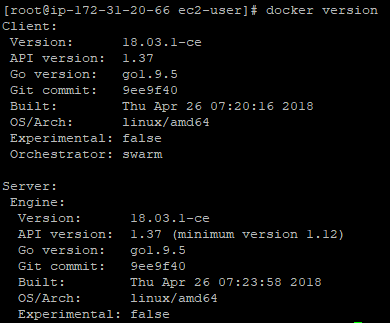 [root@ip-172-31-20-66 ec2-user]# docker version
Client:
 Version:      18.03.1-ce
 API version:  1.37
 Go version:   go1.9.5
 Git commit:   9ee9f40
 Built:        Thu Apr 26 07:20:16 2018
 OS/Arch:      linux/amd64
 Experimental: false
 Orchestrator: swarm

Server:
 Engine:
  Version:      18.03.1-ce
  API version:  1.37 (minimum version 1.12)
  Go version:   go1.9.5
  Git commit:   9ee9f40
  Built:        Thu Apr 26 07:23:58 2018
  OS/Arch:      linux/amd64
  Experimental: false